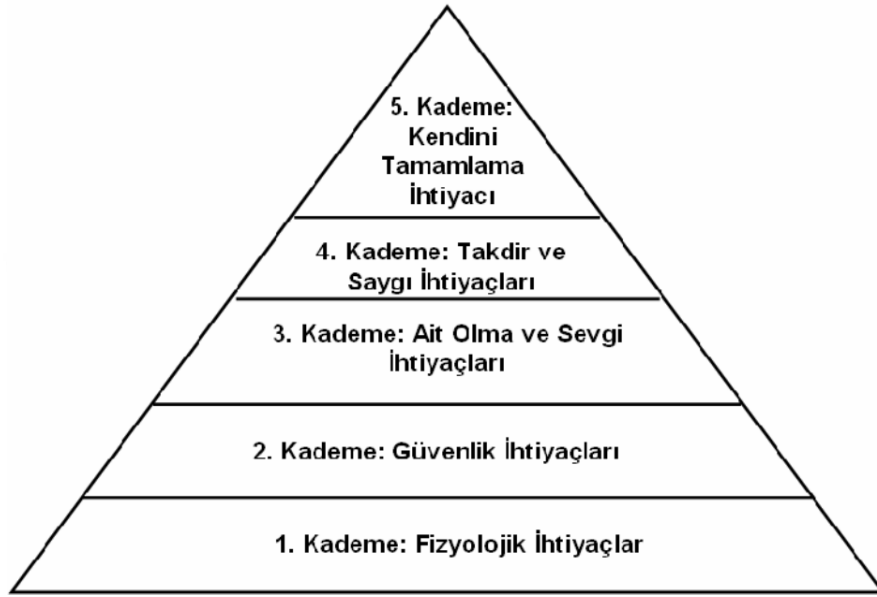 5. Kademe:
Kendini
Tamamlama
İhtiyacı
4. Kademe: Takdir ve
Saygı İhtiyaçları
3. Kademe: Ait Olma ve Sevgi
İhtiyaçları
2. Kademe: Güvenlik İhtiyaçları
1. Kademe: Fizyolojik İhtiyaçlar